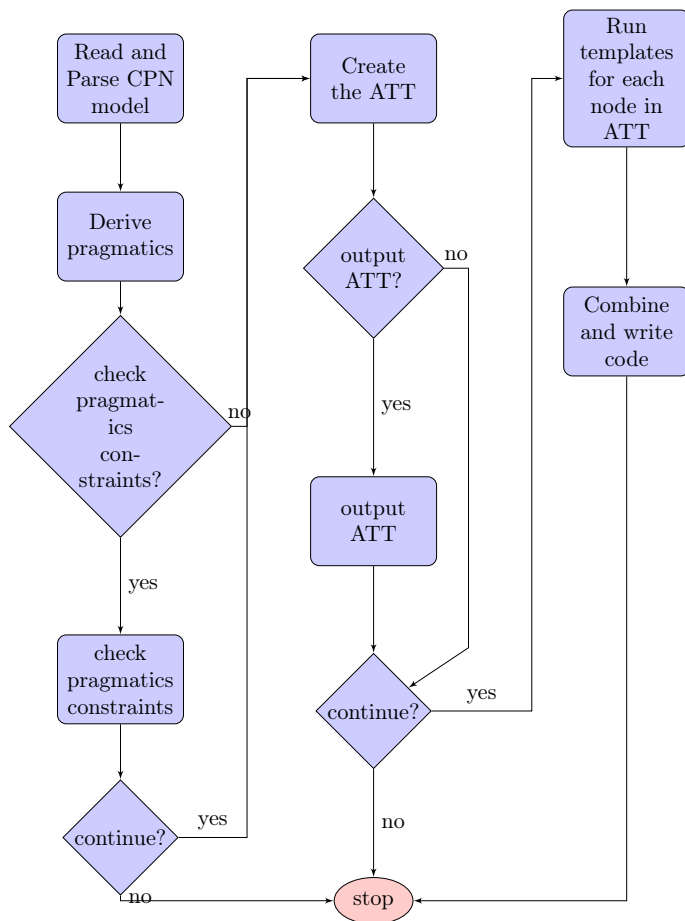 Read and
Parse CPN
model
Derive
pragmatics
check
pragmat-
ics
con-
straints?
no
yes
check
pragmatics
constraints
continue?
yes
no
Create
the ATT
output
ATT?
no
yes
output
ATT
continue?
yes
no
stop
Run
templates
for each
node in
ATT
Combine
and write
code